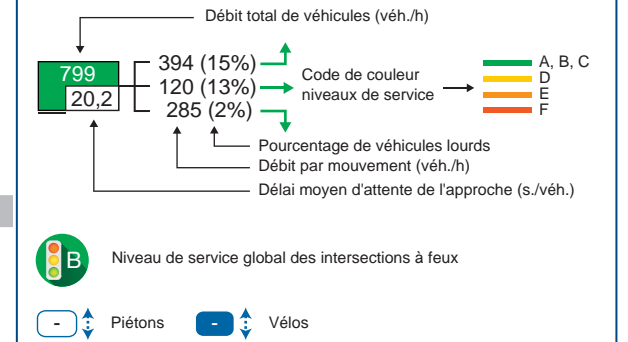 Débit total de véhicules (véh./h)
799
20,2
394 (15%)
120 (13%)
285 (2%)
Code de couleur
niveaux de service
A, B, C
D
E
F
Pourcentage de véhicules lourds
Débit par mouvement (véh./h)
Délai moyen d'attente de l'approche (s./véh.)
B
Niveau de service global des intersections à feux
- Piétons - Vélos